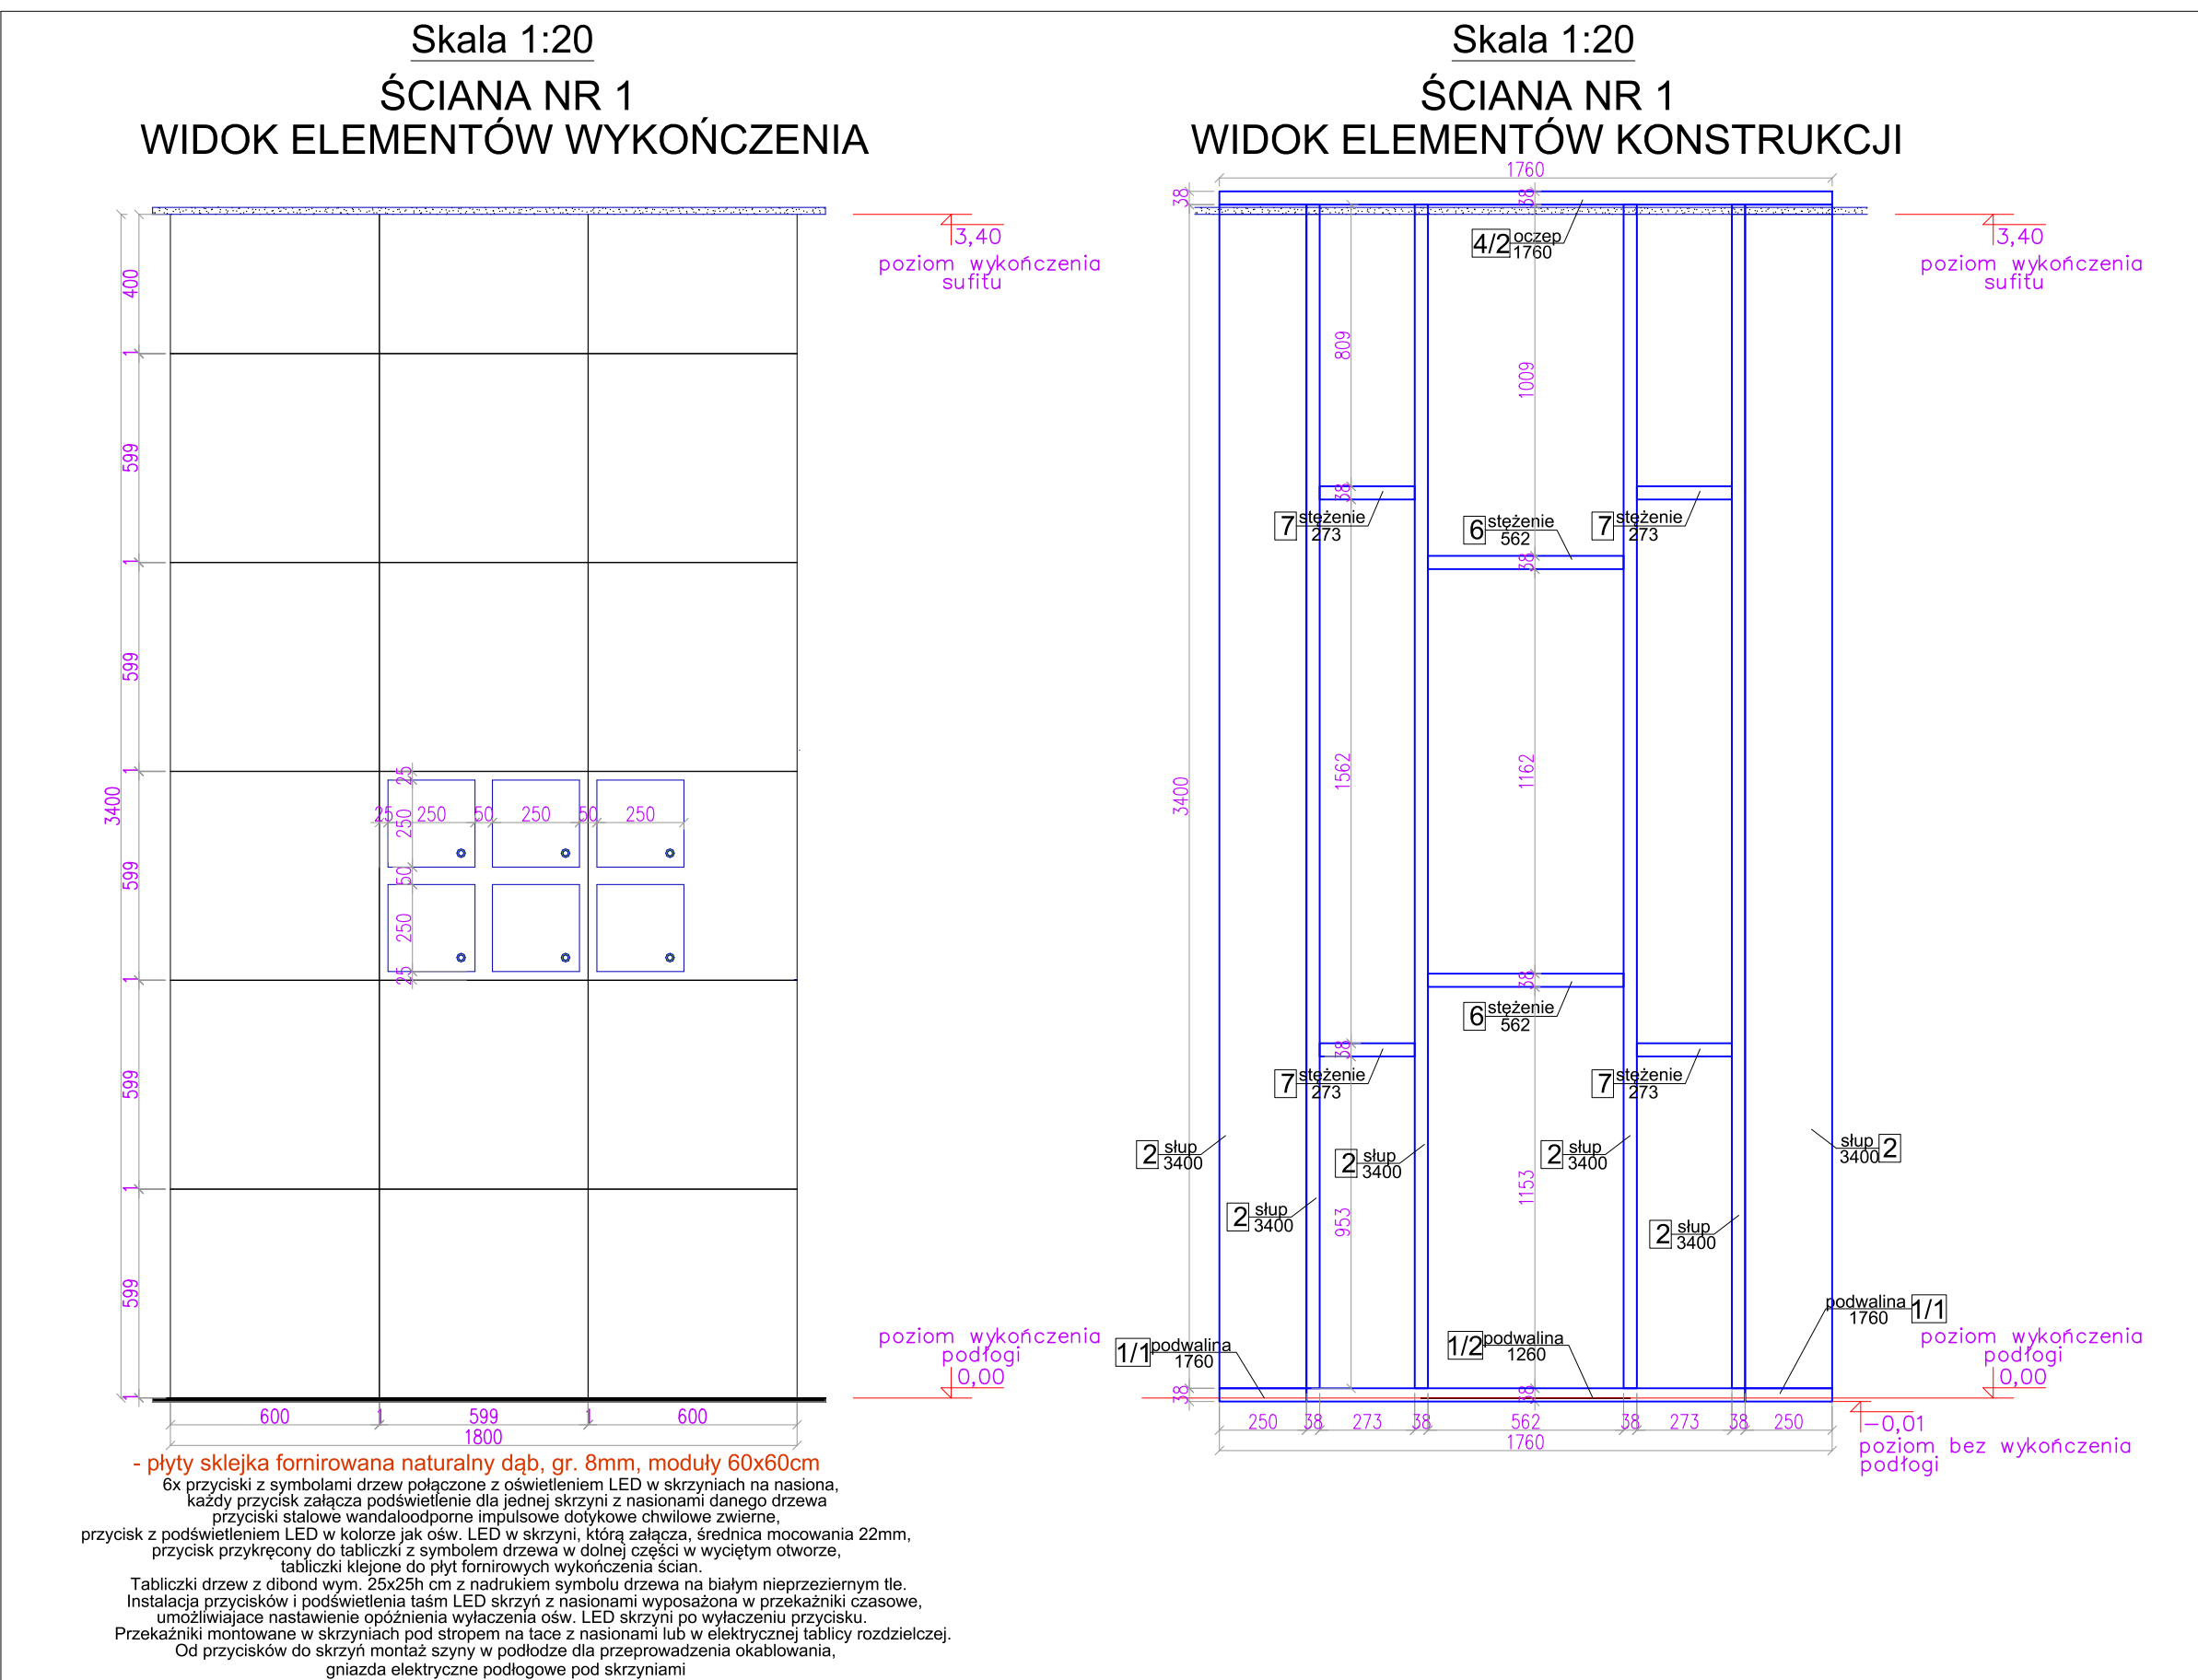 Skala 1:20
ŚCIANA NR 1
WIDOK ELEMENTÓW WYKOŃCZENIA
3,40
poziom wykończenia
sufitu
400
1
599
1
599
1
3400
599
1
599
1
599
1
25
25
250
50
250
50
250
250
50
250
25
poziom wykończenia
podłogi
0,00
600
1
599
1
600
1800
- płyty sklejka fornirowana naturalny dąb, gr. 8mm, moduły 60x60cm
6x przyciski z symbolami drzew połączone z oświetleniem LED w skrzyniach na nasiona,
każdy przycisk załącza podświetlenie dla jednej skrzyni z nasionami danego drzewa
przyciski stalowe wandaloodporne impulsowe dotykowe chwilowe zwierne,
przycisk z podświetleniem LED w kolorze jak ośw. LED w skrzyni, którą załącza, średnica mocowania 22mm,
przycisk przykręcony do tabliczki z symbolem drzewa w dolnej części w wyciętym otworze,
tabliczki klejone do płyt fornirowych wykończenia ścian.
Tabliczki drzew z dibond wym. 25x25h cm z nadrukiem symbolu drzewa na białym nieprzeziernym tle.
Instalacja przycisków i podświetlenia taśm LED skrzyń z nasionami wyposażona w przekaźniki czasowe,
umożliwiajace nastawienie opóźnienia wyłaczenia ośw. LED skrzyni po wyłaczeniu przycisku.
Przekaźniki montowane w skrzyniach pod stropem na tace z nasionami lub w elektrycznej tablicy rozdzielczej.
Od przycisków do skrzyń montaż szyny w podłodze dla przeprowadzenia okablowania,
gniazda elektryczne podłogowe pod skrzyniami
Skala 1:20
ŚCIANA NR 1
WIDOK ELEMENTÓW KONSTRUKCJI
1760
38
38
4/2 oczep
1760
3,40
poziom wykończenia
sufitu
809
1009
38
7 stężenie
273
6 stężenie
562
7 stężenie
273
38
3400
1562
1162
38
6 stężenie
562
38
7 stężenie
273
7 stężenie
273
2 słup
3400
2 słup
3400
2 słup
3400
słup 2
3400
2 słup
3400
2 słup
3400
953
1153
1/1 podwalina
1760
1/2 podwalina
1260
podwalina 1/1
1760
poziom wykończenia
podłogi
0,00
38
38
250
38
273
38
562
38
273
38
250
1760
-0,01
poziom bez wykończenia
podłogi